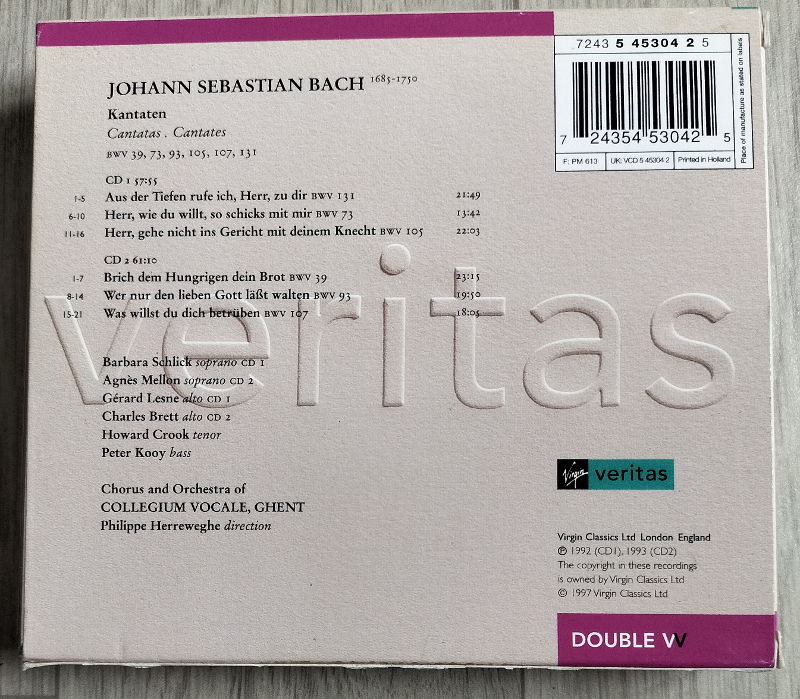 JOHANN SEBASTIAN BACH 1685-1750
Kantaten
Cantatas . Cantates
BWV 39, 73, 93, 105, 107, 131
CD 1 57:55
1-5 Aus der Tiefen rufe ich, Herr, zu dir BWV 131 21:49
6-10 Herr, wie du willt, so schicks mit mir BWV 73 13:42
11-16 Herr, gehe nicht ins Gericht mit deinem Knecht BWV 105 22:03
CD 2 61:10
1-7 Brich dem Hungrigen dein Brot BWV 39 23:15
8-14 Wer nur den lieben Gott läßt walten BWV 93 19:50
15-21 Was willst du dich betrüben BWV 107 18:05
veritas
Barbara Schlick soprano CD 1
Agnès Mellon soprano CD 2
Gérard Lesne alto CD 1
Charles Brett alto CD 2
Howard Crook tenor
Peter Kooy bass
Chorus and Orchestra of
COLLEGIUM VOCALE, GHENT
Philippe Herreweghe direction
7243 5 45304 2 5
7 24354 53042 5
F: PM 613 UK: VCD 5 45304 2 Printed in Holland
Place of manufacture as stated on labels
Virgin veritas
Virgin Classics Ltd London England
℗ 1992 (CD1), 1993 (CD2)
The copyright in these recordings
is owned by Virgin Classics Ltd
© 1997 Virgin Classics Ltd
DOUBLE VV